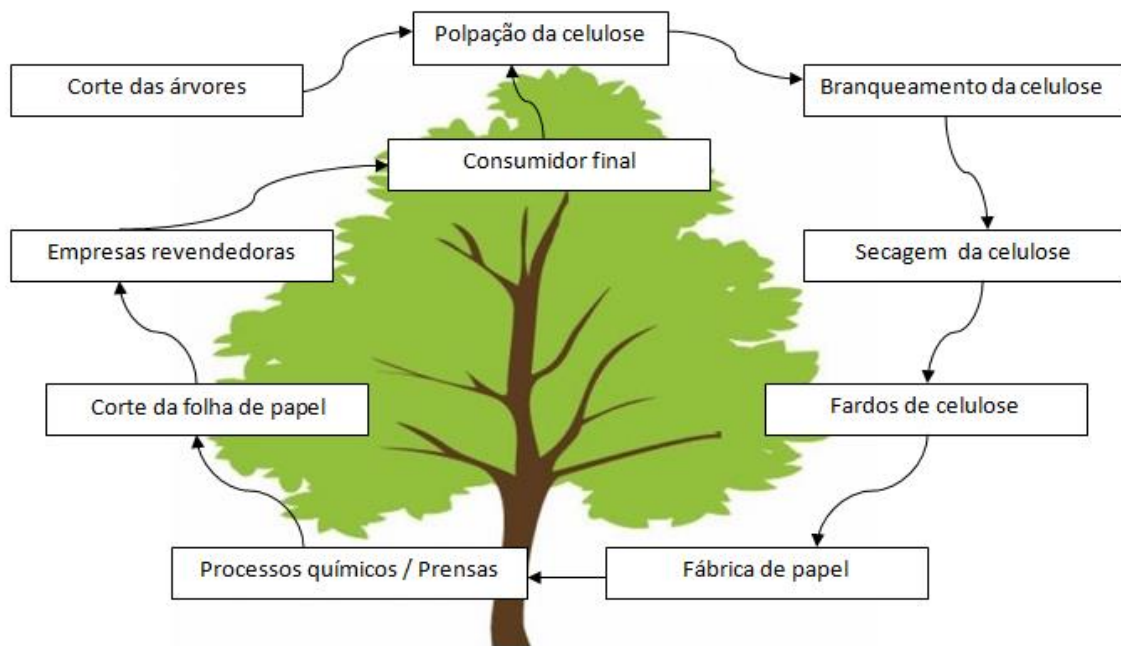 Polpação da celulose
Corte das árvores
Branqueamento da celulose
Consumidor final
Empresas revendedoras
Secagem da celulose
Corte da folha de papel
Fardos de celulose
Processos químicos / Prensas
Fábrica de papel